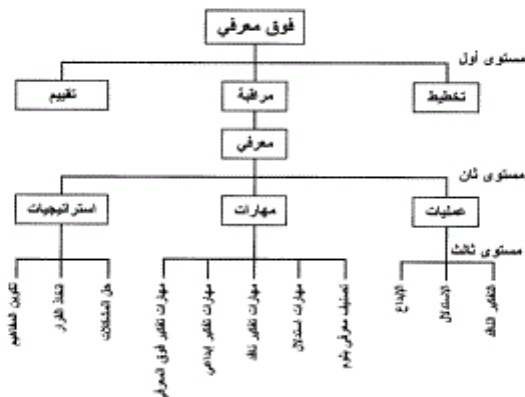 فوق معرفي
مستوى أول
تخطيط
مراقبة
تقييم
معرفي
مستوى ثان
عمليات
مهارات
استراتيجيات
مستوى ثالث
التفكير الناقد
الاستدلال
الإبداع
تصنيف معرفي بلوم
مهارات استدلال
مهارات تفكير ناقد
مهارات تفكير إبداعي
مهارات تفكير فوق المعرفي
حل المشكلات
اتخاذ القرار
تكوين المفاهيم